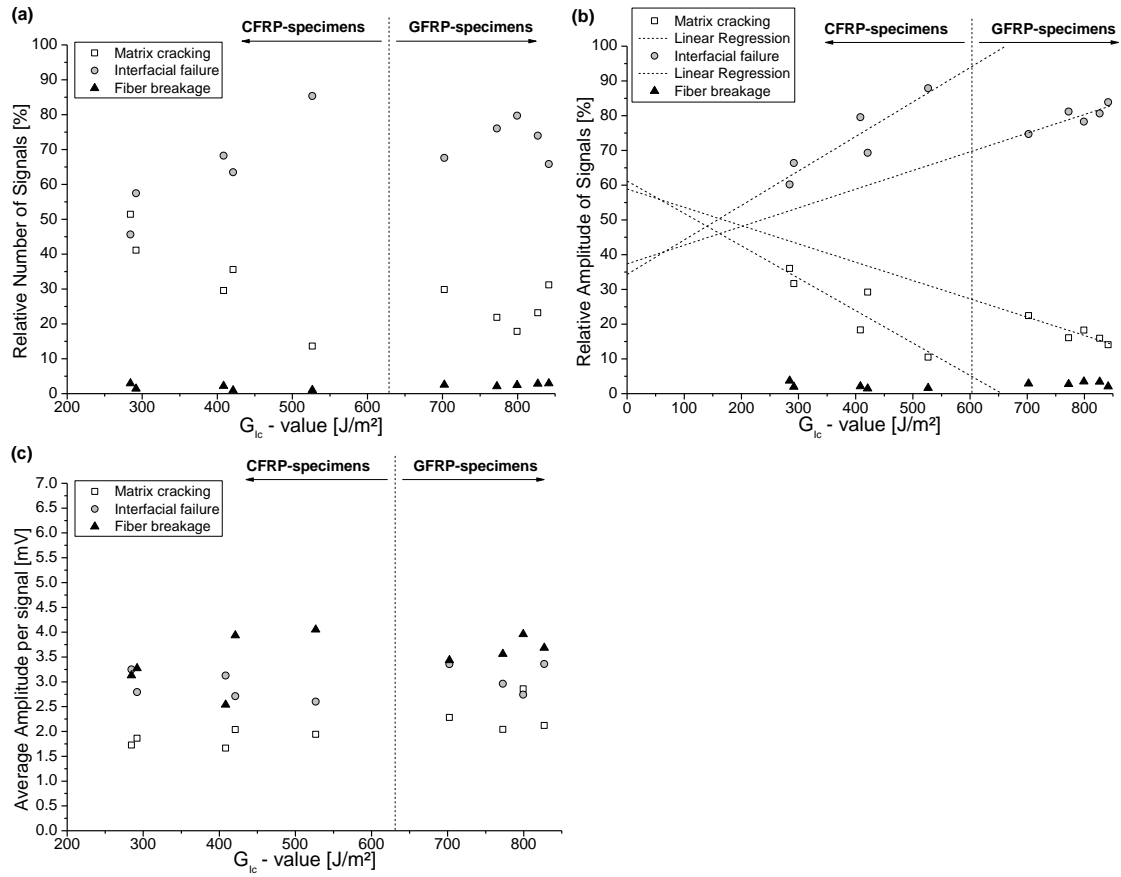 (a)
CFRP-specimens
GFRP-specimens
Matrix cracking
Interfacial failure
Fiber breakage
Relative Number of Signals [%]
100
90
80
70
60
50
40
30
20
10
0
200
300
400
500
600
700
800
G_Ic - value [J/m²]
(b)
Matrix cracking
Linear Regression
Interfacial failure
Linear Regression
Fiber breakage
CFRP-specimens
GFRP-specimens
Relative Amplitude of Signals [%]
100
90
80
70
60
50
40
30
20
10
0
0
100
200
300
400
500
600
700
800
G_Ic - value [J/m²]
(c)
CFRP-specimens
GFRP-specimens
Matrix cracking
Interfacial failure
Fiber breakage
Average Amplitude per signal [mV]
7.0
6.5
6.0
5.5
5.0
4.5
4.0
3.5
3.0
2.5
2.0
1.5
1.0
0.5
0.0
200
300
400
500
600
700
800
G_Ic - value [J/m²]